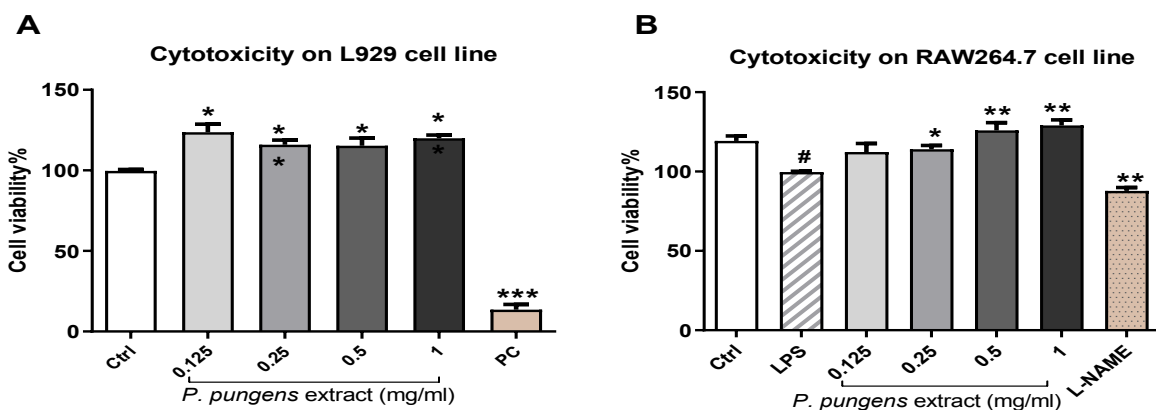 A
Cytotoxicity on L929 cell line
Cell viability%
150
100
50
0
*
*
*
*
*
*
***
Ctrl
0.125
0.25
0.5
1
PC
P. pungens extract (mg/ml)
B
Cytotoxicity on RAW264.7 cell line
Cell viability%
150
100
50
0
#
*
**
**
**
Ctrl
LPS
0.125
0.25
0.5
1
L-NAME
P. pungens extract (mg/ml)